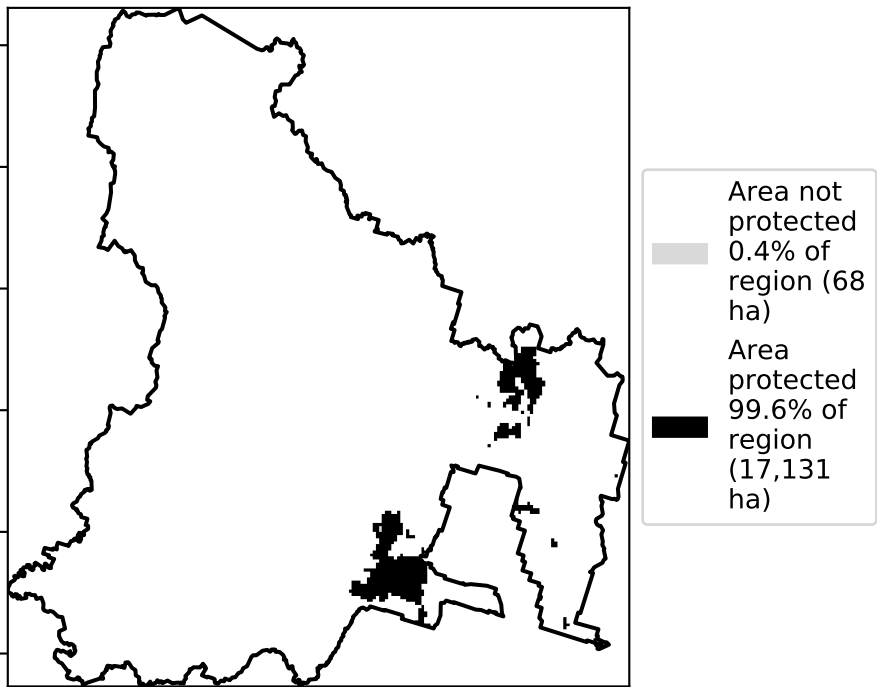 Area not
protected
0.4% of
region (68
ha)
Area
protected
99.6% of
region
(17,131
ha)